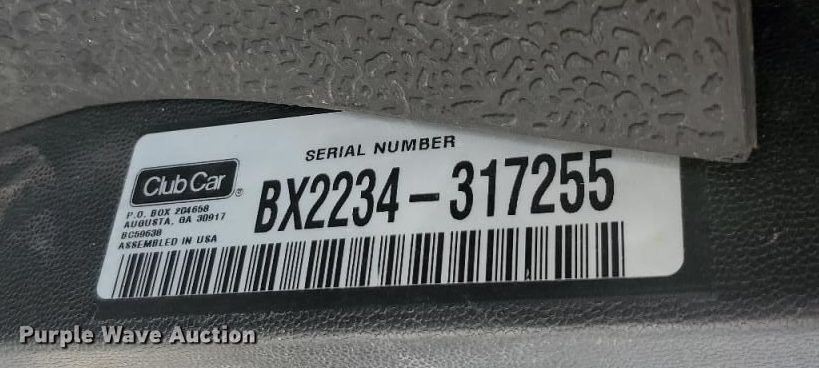 SERIAL NUMBER
Club Car ®
BX2234-317255
P.O. BOX 204658
AUGUSTA, GA 30917
BC59638
ASSEMBLED IN USA
Purple Wave Auction